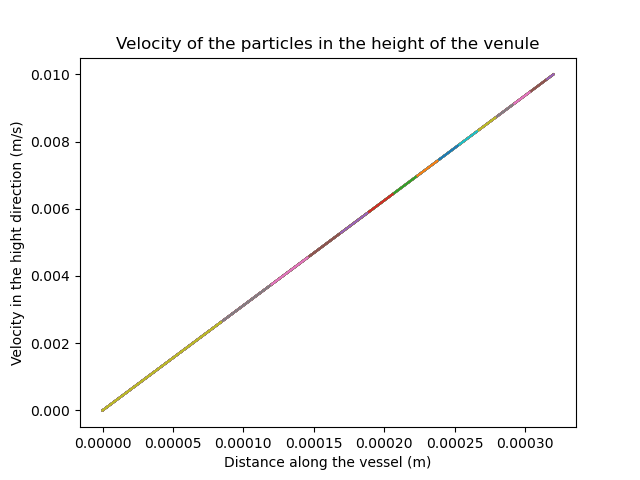 Velocity of the particles in the height of the venule
Velocity in the hight direction (m/s)
0.010
0.008
0.006
0.004
0.002
0.000
0.00000 0.00005 0.00010 0.00015 0.00020 0.00025 0.00030
Distance along the vessel (m)